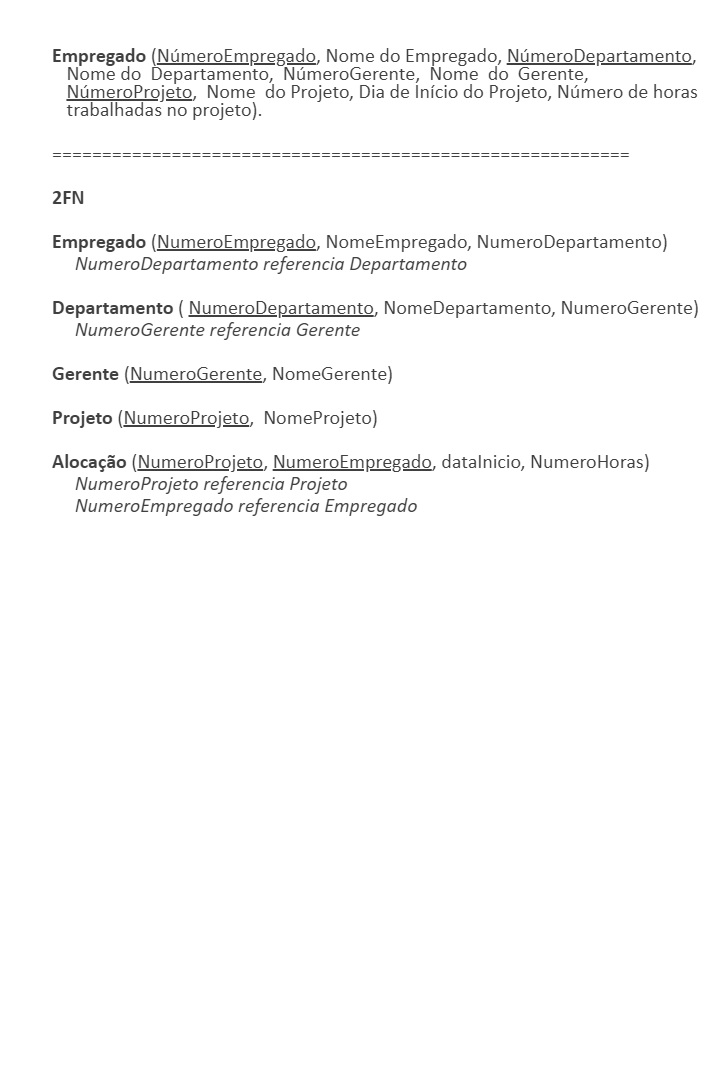 Empregado (NúmeroEmpregado, Nome do Empregado, NúmeroDepartamento,
Nome do Departamento, NúmeroGerente, Nome do Gerente,
NúmeroProjeto, Nome do Projeto, Dia de Início do Projeto, Número de horas
trabalhadas no projeto).
==========================================================
2FN
Empregado (NumeroEmpregado, NomeEmpregado, NumeroDepartamento)
NumeroDepartamento referencia Departamento
Departamento ( NumeroDepartamento, NomeDepartamento, NumeroGerente)
NumeroGerente referencia Gerente
Gerente (NumeroGerente, NomeGerente)
Projeto (NumeroProjeto, NomeProjeto)
Alocação (NumeroProjeto, NumeroEmpregado, dataInicio, NumeroHoras)
NumeroProjeto referencia Projeto
NumeroEmpregado referencia Empregado